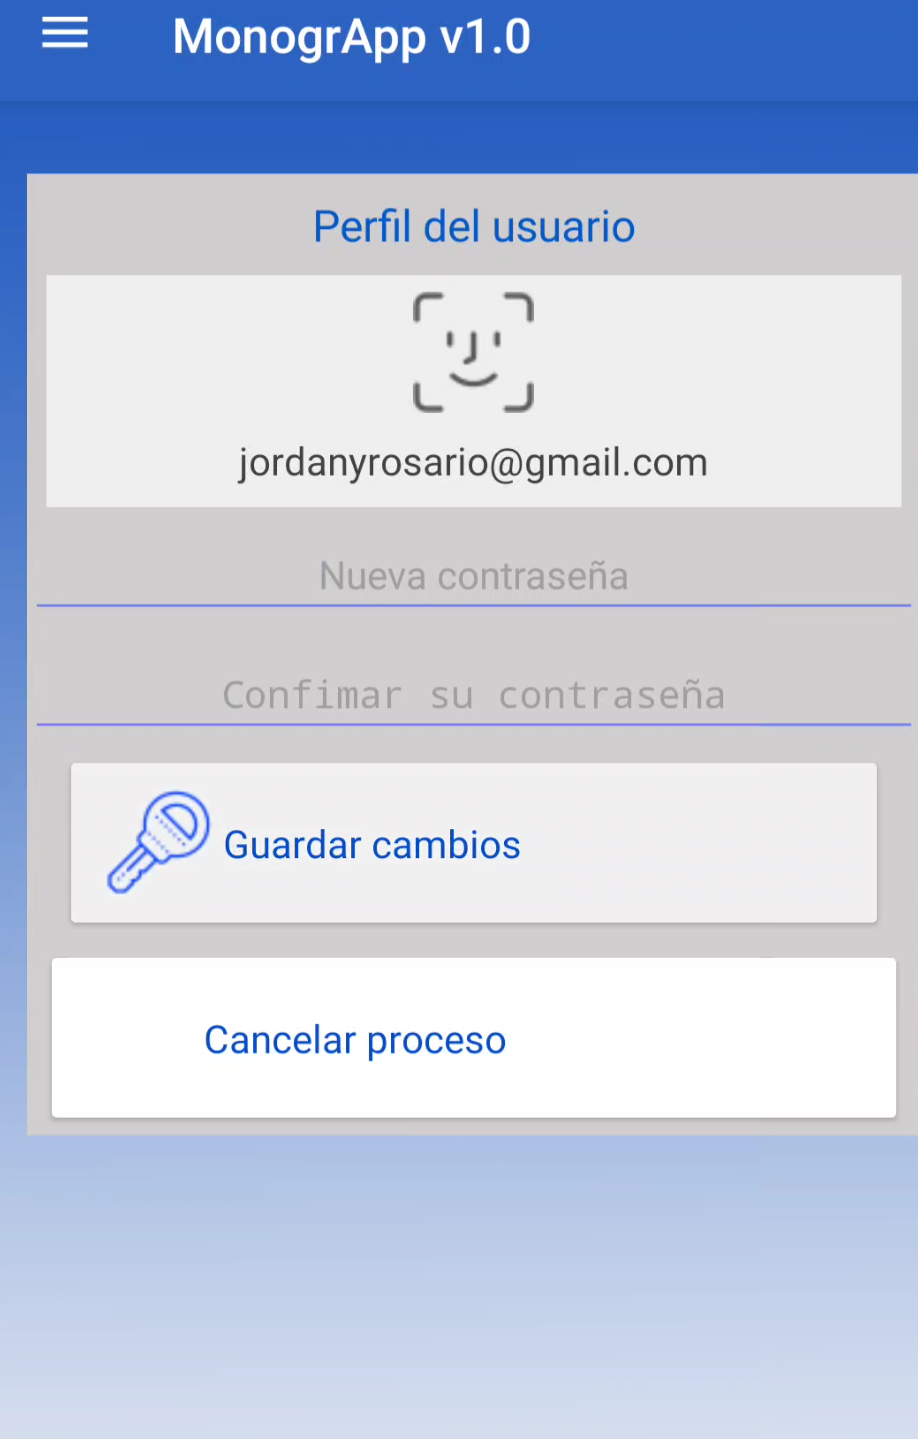 MonogrApp v1.0
Perfil del usuario
jordanyrosario@gmail.com
Nueva contraseña
Confimar su contraseña
Guardar cambios
Cancelar proceso